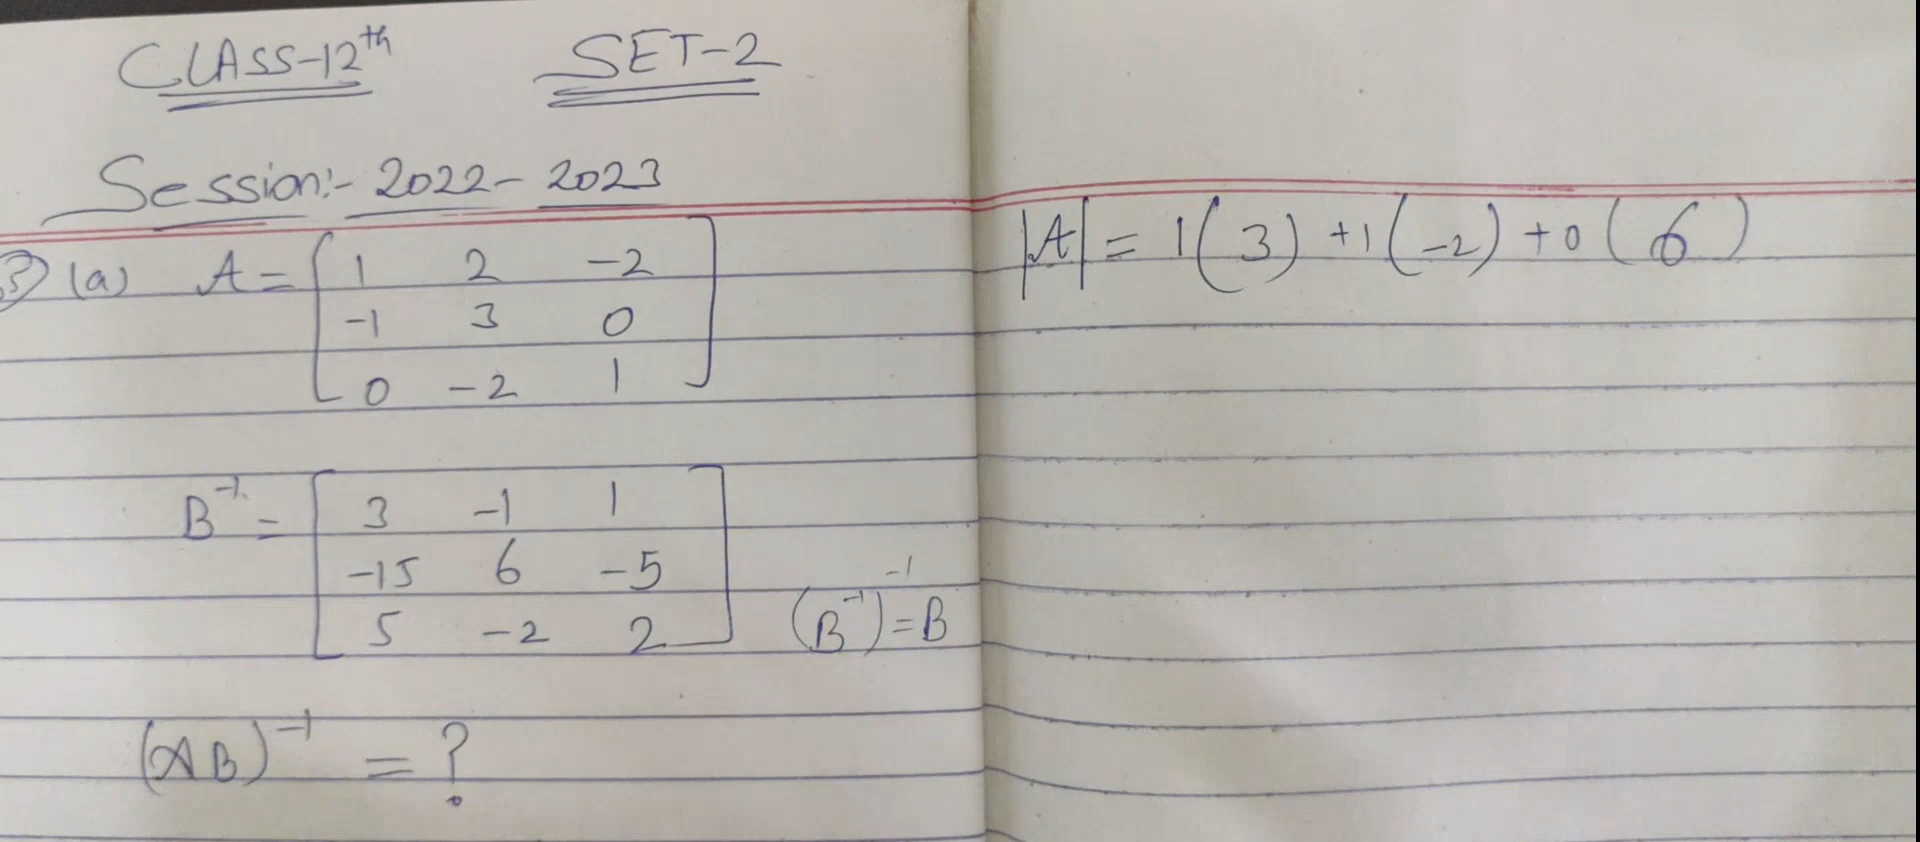 CLASS-12th SET-2
Session:- 2022-2023
3) (a) A = [ 1 2 -2
-1 3 0
0 -2 1 ]
|A| = 1(3) +1(-2) +0(6)
B^-1 = [ 3 -1 1
-15 6 -5
5 -2 2 ] (B^-1)^-1 = B
(AB)^-1 = ?